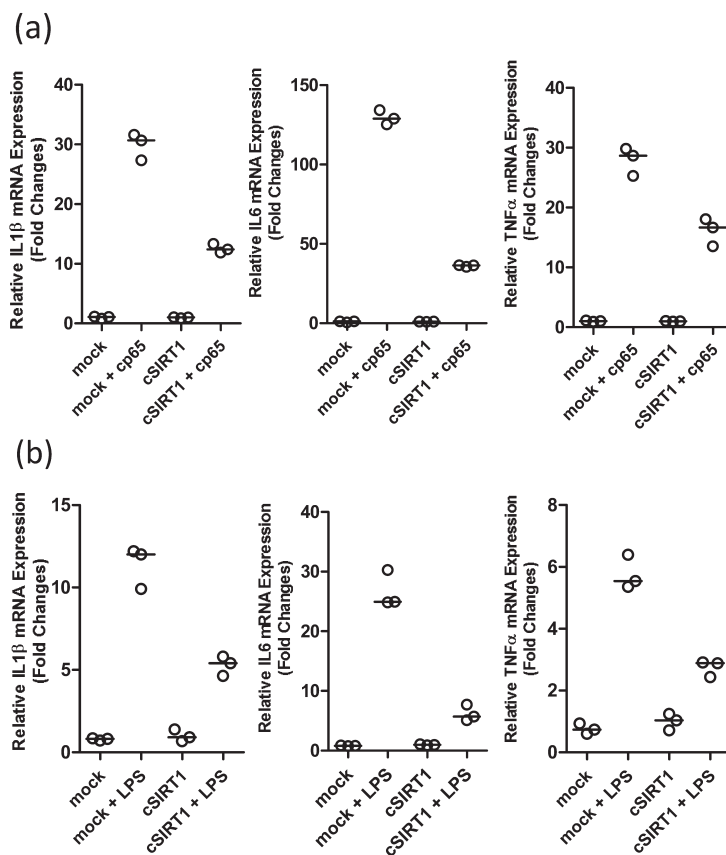 (a)
Relative IL1β mRNA Expression
(Fold Changes)
40
30
20
10
0
mock
mock + cp65
cSIRT1
cSIRT1 + cp65
Relative IL6 mRNA Expression
(Fold Changes)
150
100
50
0
mock
mock + cp65
cSIRT1
cSIRT1 + cp65
Relative TNFα mRNA Expression
(Fold Changes)
40
30
20
10
0
mock
mock + cp65
cSIRT1
cSIRT1 + cp65
(b)
Relative IL1β mRNA Expression
(Fold Changes)
15
10
5
0
mock
mock + LPS
cSIRT1
cSIRT1 + LPS
Relative IL6 mRNA Expression
(Fold Changes)
40
30
20
10
0
mock
mock + LPS
cSIRT1
cSIRT1 + LPS
Relative TNFα mRNA Expression
(Fold Changes)
8
6
4
2
0
mock
mock + LPS
cSIRT1
cSIRT1 + LPS